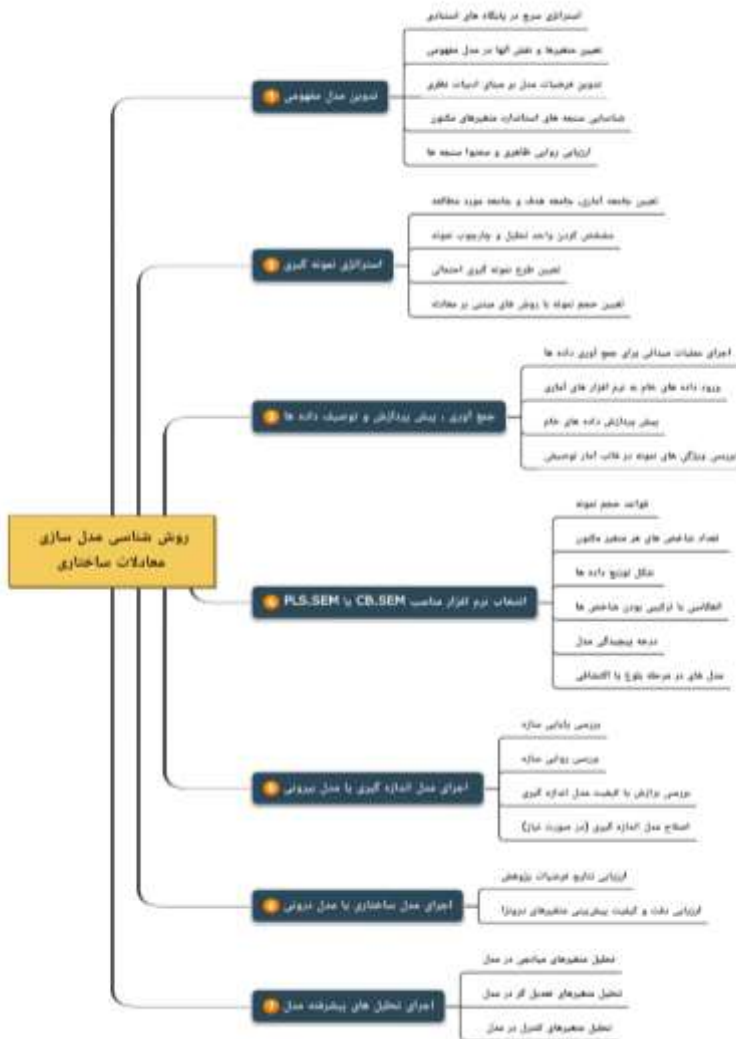 روش شناسی مدل سازی
معادلات ساختاری
1 تدوین مدل مفهومی
استراتژی سرچ در پایگاه های استنادی
تعیین متغیرها و نقش آنها در مدل مفهومی
تدوین فرضیات مدل بر مبنای ادبیات نظری
شناسایی سنجه های استاندارد متغیرهای مکنون
ارزیابی روایی ظاهری و محتوا سنجه ها
2 استراتژی نمونه گیری
تعیین جامعه آماری، جامعه هدف و جامعه مورد مطالعه
مشخص کردن واحد تحلیل و چارچوب نمونه
تعیین طرح نمونه گیری احتمالی
تعیین حجم نمونه با روش های مبتنی بر معادله
3 جمع آوری ، پیش پردازش و توصیف داده ها
اجرای عملیات میدانی برای جمع آوری داده ها
ورود داده های خام به نرم افزار های آماری
پیش پردازش داده های خام
بررسی ویژگی های نمونه در قالب آمار توصیفی
4 انتخاب نرم افزار مناسب CB.SEM یا PLS.SEM
قواعد حجم نمونه
تعداد شاخص های هر متغیر مکنون
شکل توزیع داده ها
انعکاسی یا ترکیبی بودن شاخص ها
درجه پیچیدگی مدل
مدل های در مرحله بلوغ یا اکتشافی
5 اجرای مدل اندازه گیری یا مدل بیرونی
بررسی پایایی سازه
بررسی روایی سازه
بررسی برازش یا کیفیت مدل اندازه گیری
اصلاح مدل اندازه گیری (در صورت نیاز)
6 اجرای مدل ساختاری یا مدل درونی
ارزیابی نتایج فرضیات پژوهش
ارزیابی دقت و کیفیت پیش‌بینی متغیرهای درونزا
7 اجرای تحلیل های پیشرفته مدل
تحلیل متغیرهای میانجی در مدل
تحلیل متغیرهای تعدیل گر در مدل
تحلیل متغیرهای کنترل در مدل